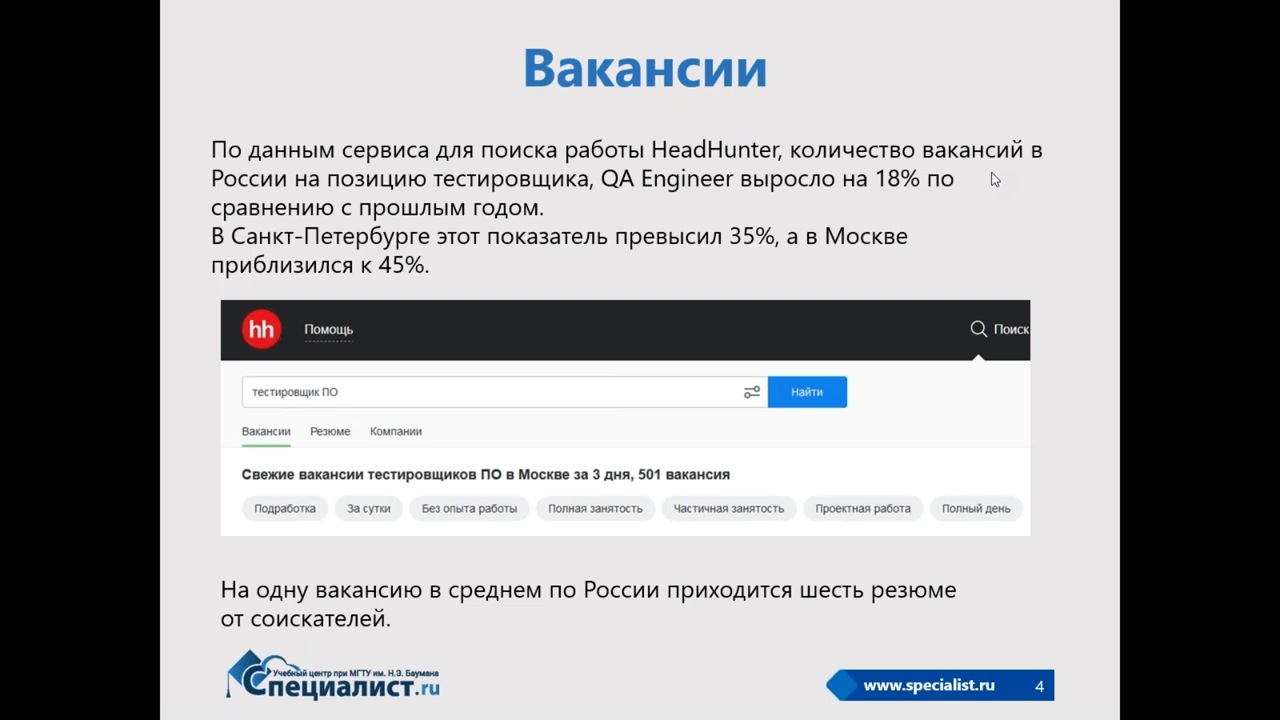 Вакансии
По данным сервиса для поиска работы HeadHunter, количество вакансий в
России на позицию тестировщика, QA Engineer выросло на 18% по
сравнению с прошлым годом.
В Санкт-Петербурге этот показатель превысил 35%, а в Москве
приблизился к 45%.
hh Помощь Поиск
тестировщик ПО Найти
Вакансии Резюме Компании
Свежие вакансии тестировщиков ПО в Москве за 3 дня, 501 вакансия
Подработка За сутки Без опыта работы Полная занятость Частичная занятость Проектная работа Полный день
На одну вакансию в среднем по России приходится шесть резюме
от соискателей.
Учебный центр при МГТУ им. Н.Э. Баумана
Специалист.ru
www.specialist.ru 4